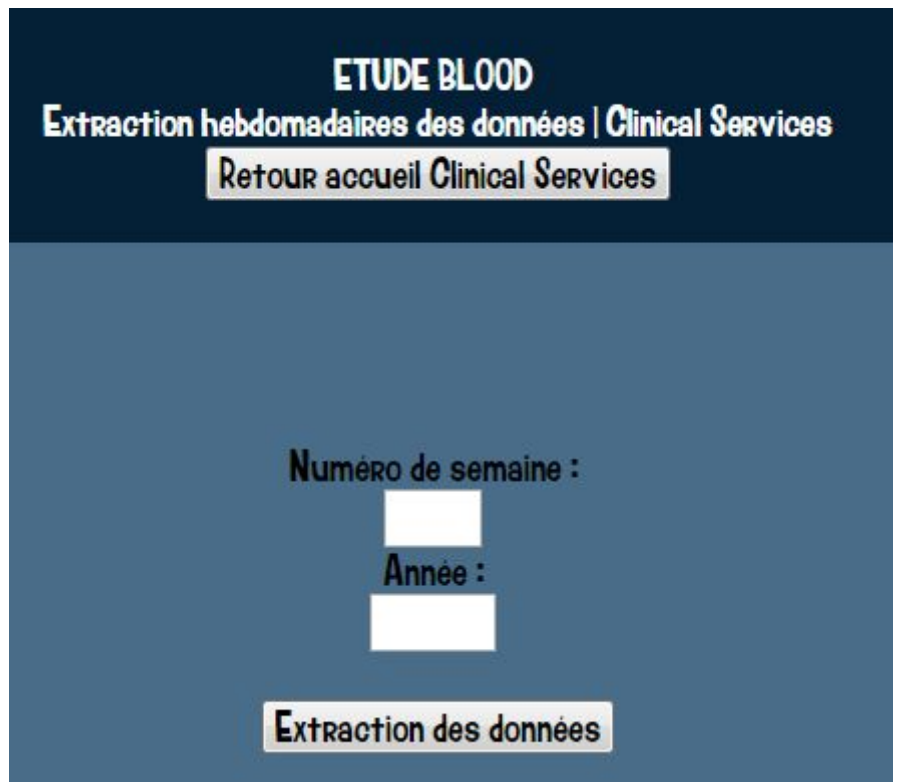 ETUDE BLOOD
Extraction hebdomadaires des données | Clinical Services
Retour accueil Clinical Services
Numéro de semaine :
Année :
Extraction des données